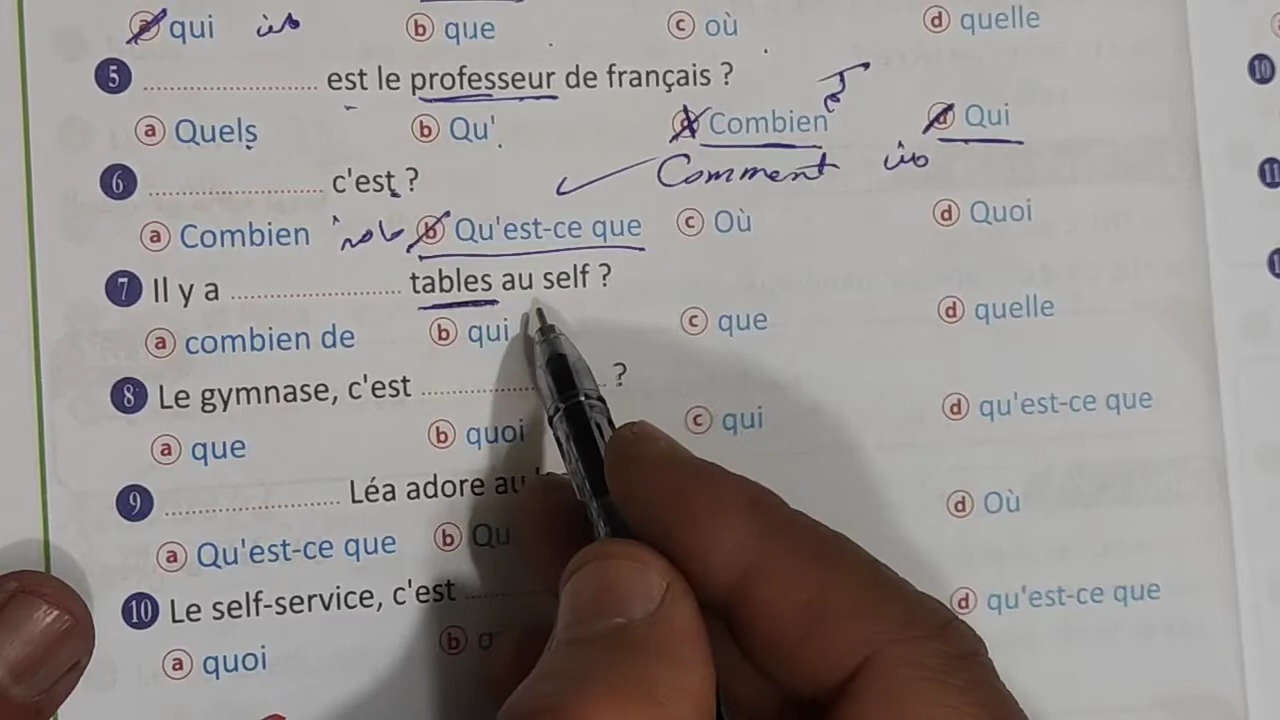 a qui b que c où d quelle
5 ........................ est le professeur de français ?
a Quels b Qu' c Combien d Qui
Comment
6 ........................ c'est ?
a Combien b Qu'est-ce que c Où d Quoi
7 Il y a ........................ tables au self ?
a combien de b qui c que d quelle
8 Le gymnase, c'est ........................ ?
a que b quoi c qui d qu'est-ce que
9 ........................ Léa adore au
a Qu'est-ce que b Qu d Où
10 Le self-service, c'est
a quoi b d qu'est-ce que
10
11